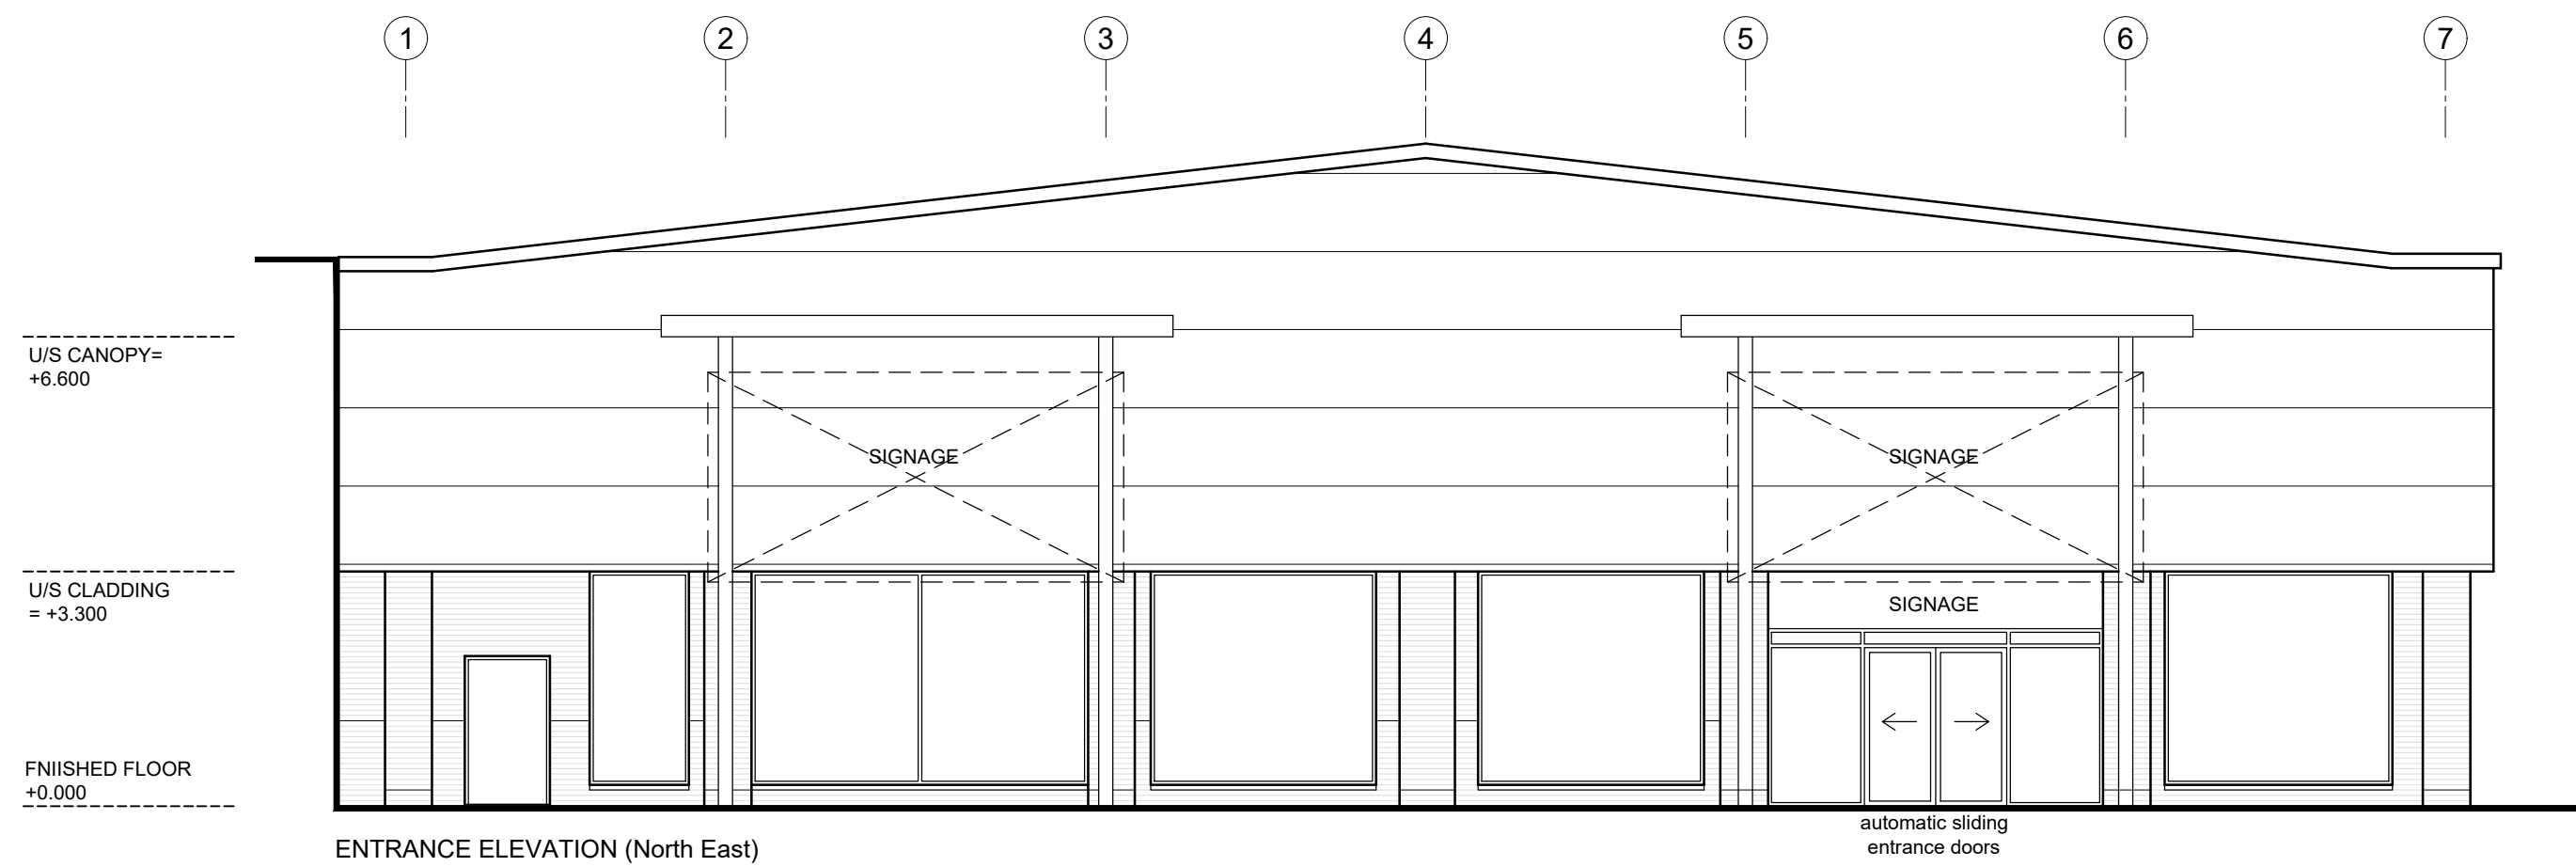 1 2 3 4 5 6 7
U/S CANOPY=
+6.600
SIGNAGE SIGNAGE
U/S CLADDING
= +3.300
SIGNAGE
FNIISHED FLOOR
+0.000
automatic sliding
entrance doors
ENTRANCE ELEVATION (North East)